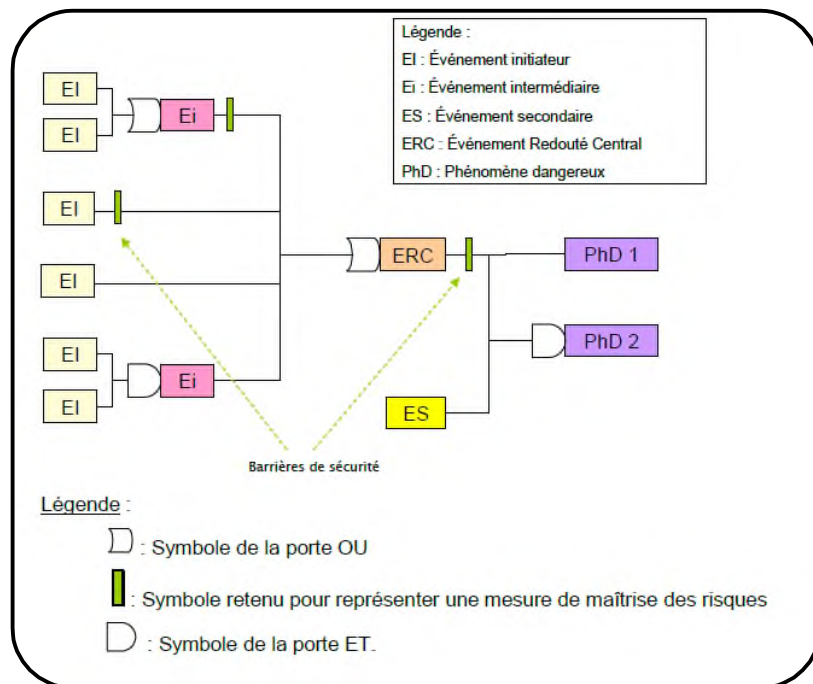 Légende :
EI : Événement initiateur
Ei : Événement intermédiaire
ES : Événement secondaire
ERC : Événement Redouté Central
PhD : Phénomène dangereux
EI
EI
Ei
EI
EI
EI
EI
Ei
ERC
PhD 1
PhD 2
ES
Barrières de sécurité
Légende :
: Symbole de la porte OU
: Symbole retenu pour représenter une mesure de maîtrise des risques
: Symbole de la porte ET.